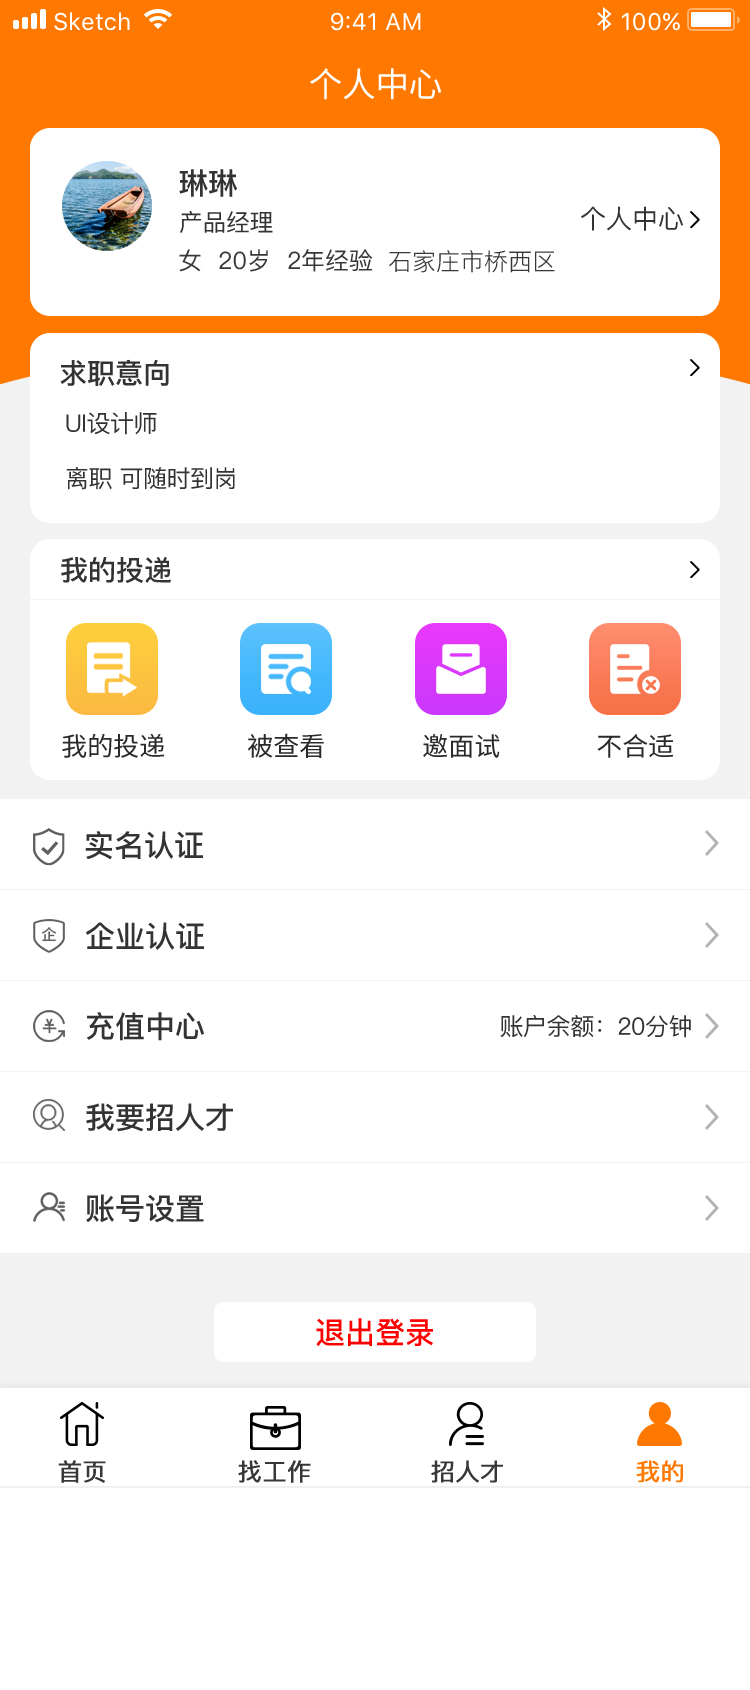 Sketch 9:41 AM 100%
个人中心
琳琳
产品经理
个人中心
女 20岁 2年经验 石家庄市桥西区
求职意向
UI设计师
离职 可随时到岗
我的投递
我的投递 被查看 邀面试 不合适
实名认证
企
企业认证
充值中心 账户余额：20分钟
我要招人才
账号设置
退出登录
首页 找工作 招人才 我的